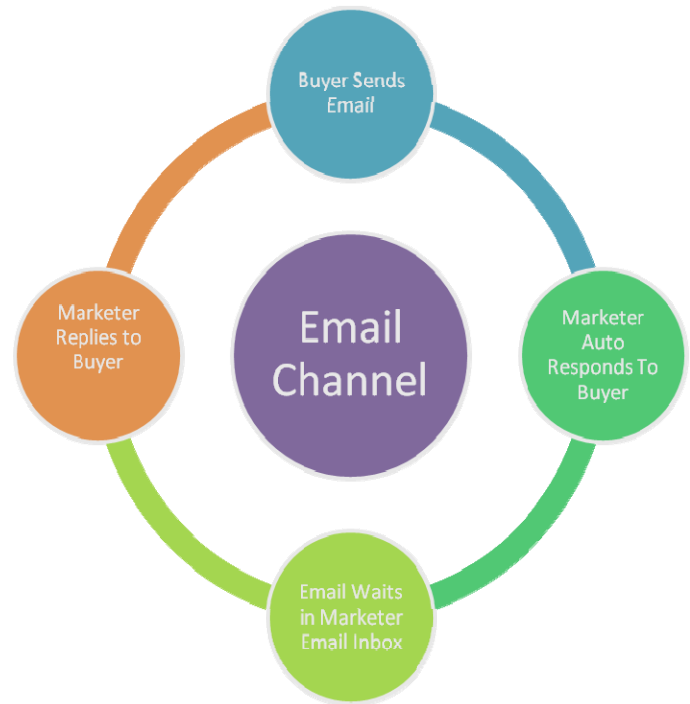 Buyer Sends
Email
Marketer
Auto
Responds To
Buyer
Email Waits
in Marketer
Email Inbox
Marketer
Replies to
Buyer
Email
Channel